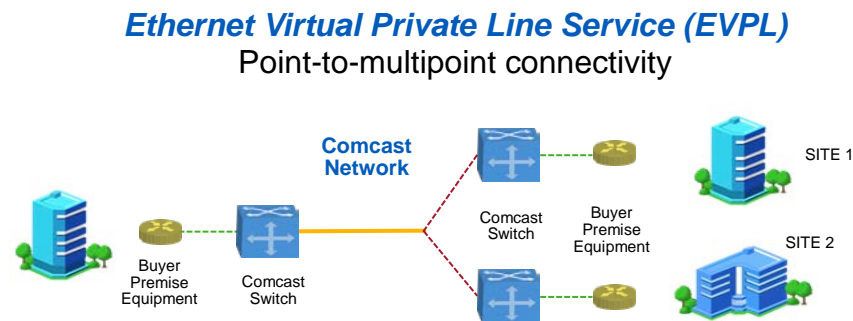 Ethernet Virtual Private Line Service (EVPL)
Point-to-multipoint connectivity
Comcast
Network
SITE 1
Comcast
Switch
Buyer
Premise
Equipment
SITE 2
Buyer
Premise
Equipment
Comcast
Switch